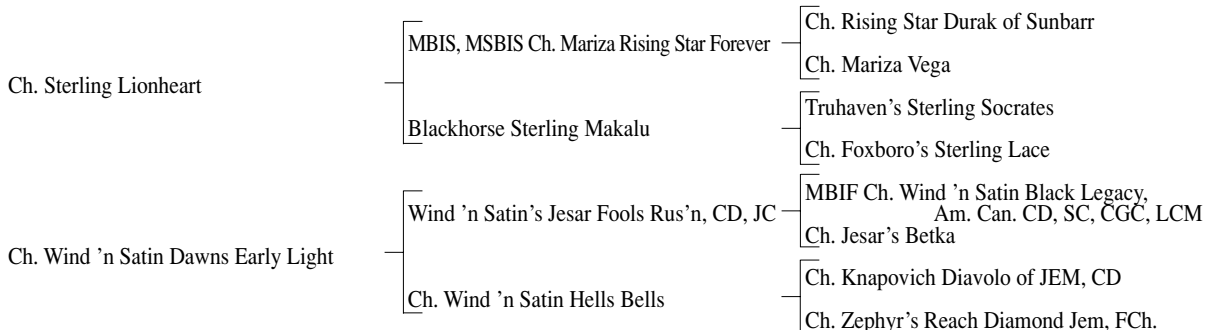 Ch. Rising Star Durak of Sunbarr
MBIS, MSBIS Ch. Mariza Rising Star Forever
Ch. Mariza Vega
Ch. Sterling Lionheart
Truhaven’s Sterling Socrates
Blackhorse Sterling Makalu
Ch. Foxboro’s Sterling Lace
MBIF Ch. Wind ’n Satin Black Legacy,
Am. Can. CD, SC, CGC, LCM
Wind ’n Satin’s Jesar Fools Rus’n, CD, JC
Ch. Jesar’s Betka
Ch. Wind ’n Satin Dawns Early Light
Ch. Knapovich Diavolo of JEM, CD
Ch. Wind ’n Satin Hells Bells
Ch. Zephyr’s Reach Diamond Jem, FCh.